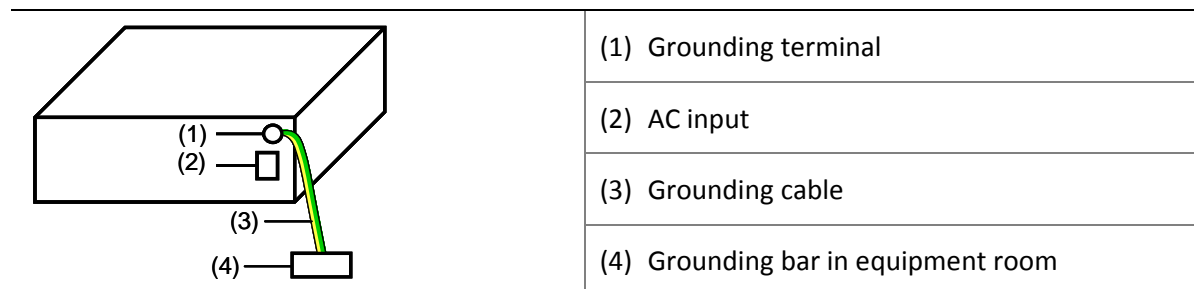 (1)
(2)
(3)
(4)
(1) Grounding terminal
(2) AC input
(3) Grounding cable
(4) Grounding bar in equipment room